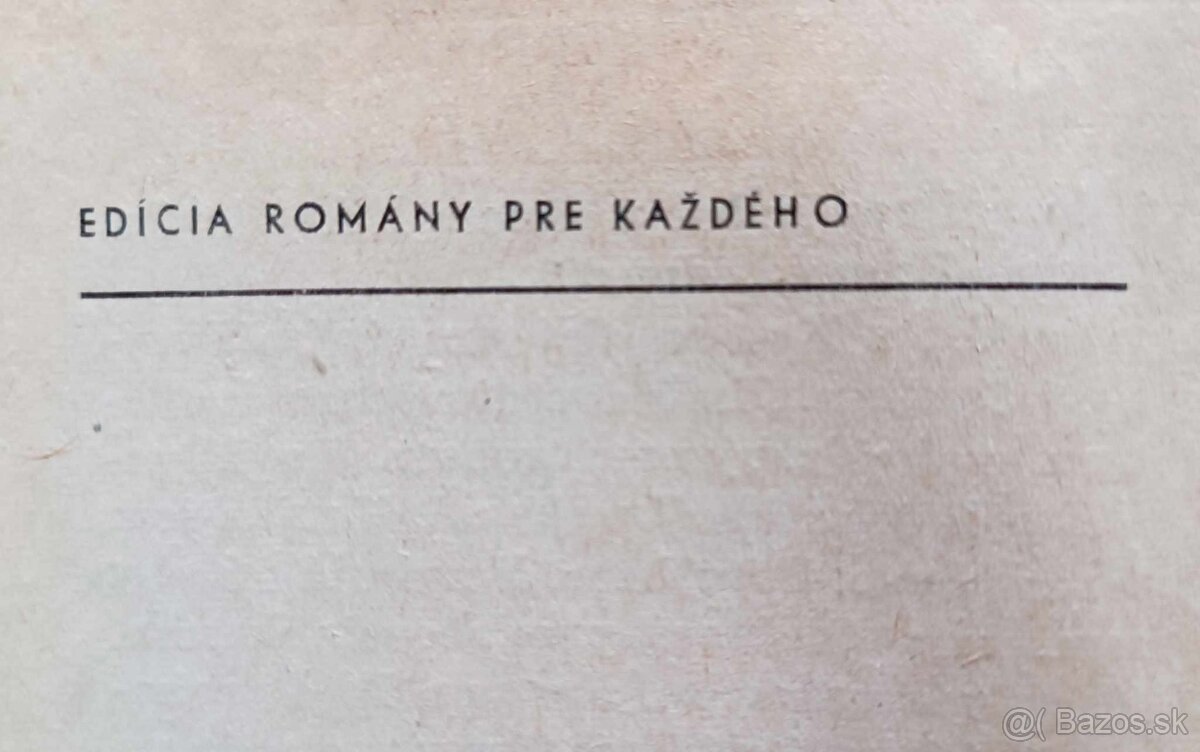 EDÍCIA ROMÁNY PRE KAŽDÉHO
@( Bazos.sk